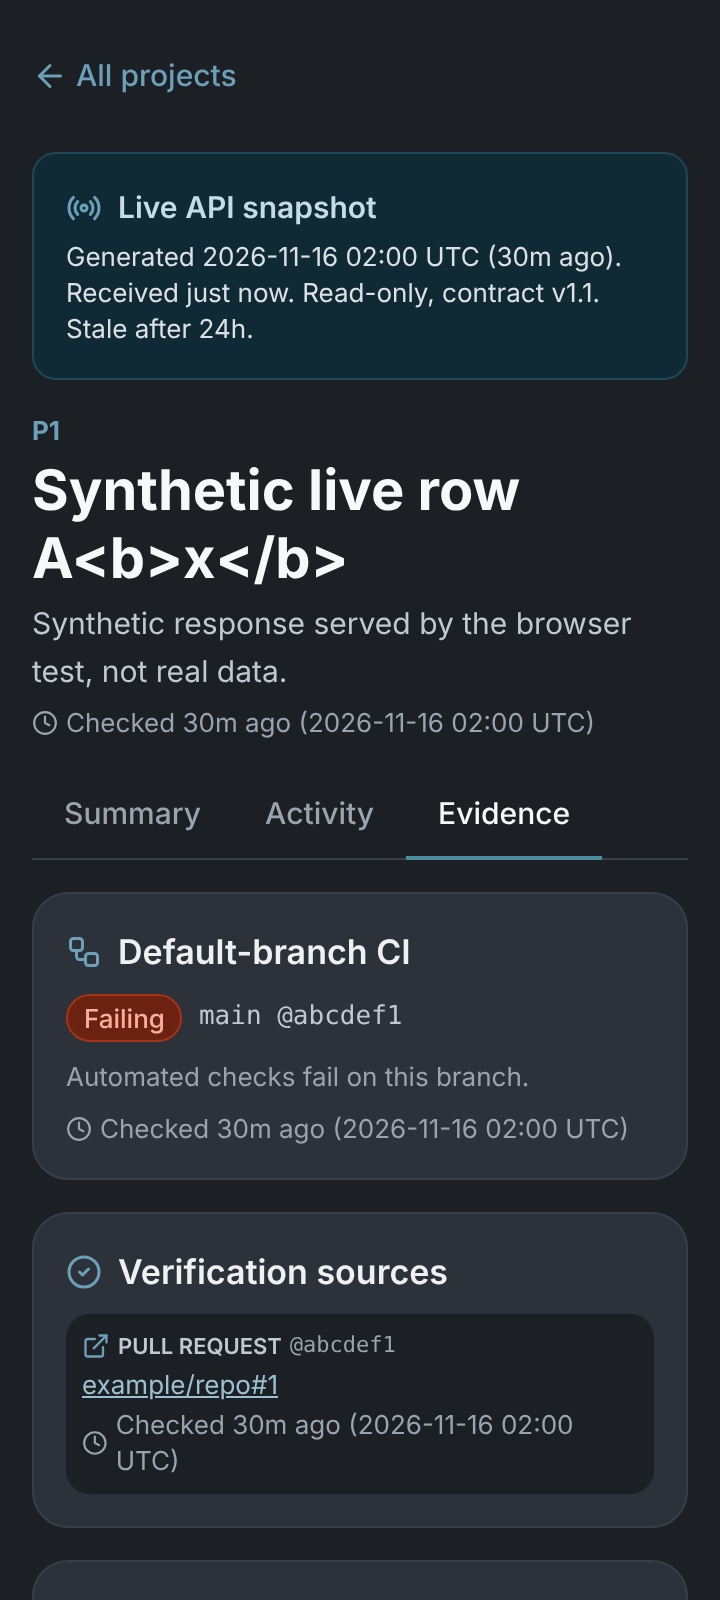 All projects
Live API snapshot
Generated 2026-11-16 02:00 UTC (30m ago).
Received just now. Read-only, contract v1.1.
Stale after 24h.
P1
Synthetic live row
A<b>x</b>
Synthetic response served by the browser
test, not real data.
Checked 30m ago (2026-11-16 02:00 UTC)
Summary Activity Evidence
Default-branch CI
Failing main @abcdef1
Automated checks fail on this branch.
Checked 30m ago (2026-11-16 02:00 UTC)
Verification sources
PULL REQUEST @abcdef1
example/repo#1
Checked 30m ago (2026-11-16 02:00
UTC)